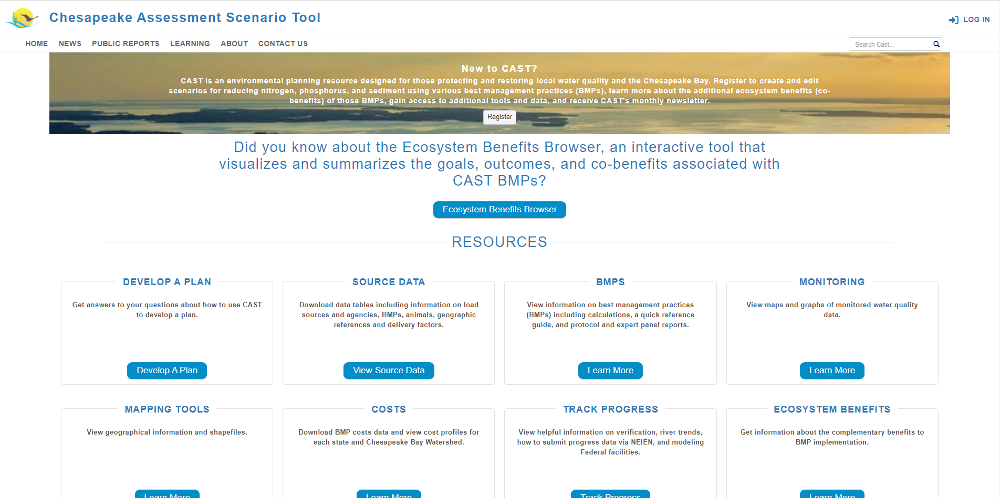 Chesapeake Assessment Scenario Tool
LOG IN
HOME NEWS PUBLIC REPORTS LEARNING ABOUT CONTACT US
Search Cast...
New to CAST?
CAST is an environmental planning resource designed for those protecting and restoring local water quality and the Chesapeake Bay. Register to create and edit
scenarios for reducing nitrogen, phosphorus, and sediment using various best management practices (BMPs), learn more about the additional ecosystem benefits (co-
benefits) of those BMPs, gain access to additional tools and data, and receive CAST's monthly newsletter.
Register
Did you know about the Ecosystem Benefits Browser, an interactive tool that
visualizes and summarizes the goals, outcomes, and co-benefits associated with
CAST BMPs?
Ecosystem Benefits Browser
RESOURCES
DEVELOP A PLAN
Get answers to your questions about how to use CAST
to develop a plan.
Develop A Plan
SOURCE DATA
Download data tables including information on load
sources and agencies, BMPs, animals, geographic
references and delivery factors.
View Source Data
BMPS
View information on best management practices
(BMPs) including calculations, a quick reference
guide, and protocol and expert panel reports.
Learn More
MONITORING
View maps and graphs of monitored water quality
data.
Learn More
MAPPING TOOLS
View geographical information and shapefiles.
Learn More
COSTS
Download BMP costs data and view cost profiles for
each state and Chesapeake Bay Watershed.
Learn More
TRACK PROGRESS
View helpful information on verification, river trends,
how to submit progress data via NEIEN, and modeling
Federal facilities.
Track Progress
ECOSYSTEM BENEFITS
Get information about the complementary benefits to
BMP implementation.
Learn More